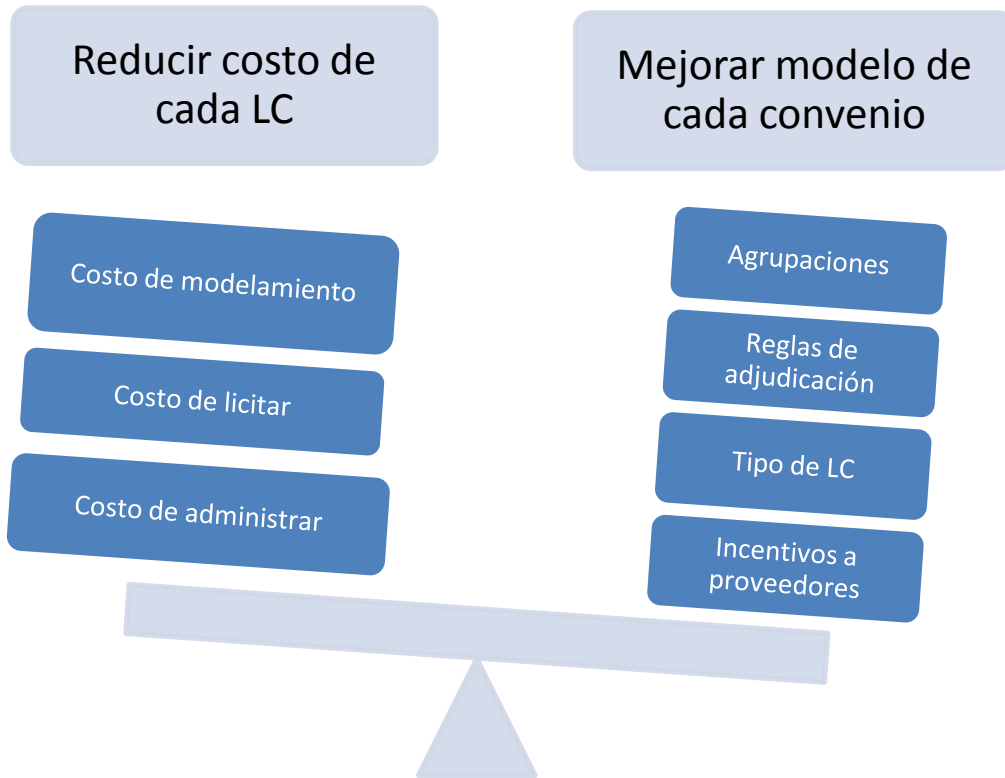 Reducir costo de
cada LC
Costo de modelamiento
Costo de licitar
Costo de administrar
Mejorar modelo de
cada convenio
Agrupaciones
Reglas de
adjudicación
Tipo de LC
Incentivos a
proveedores